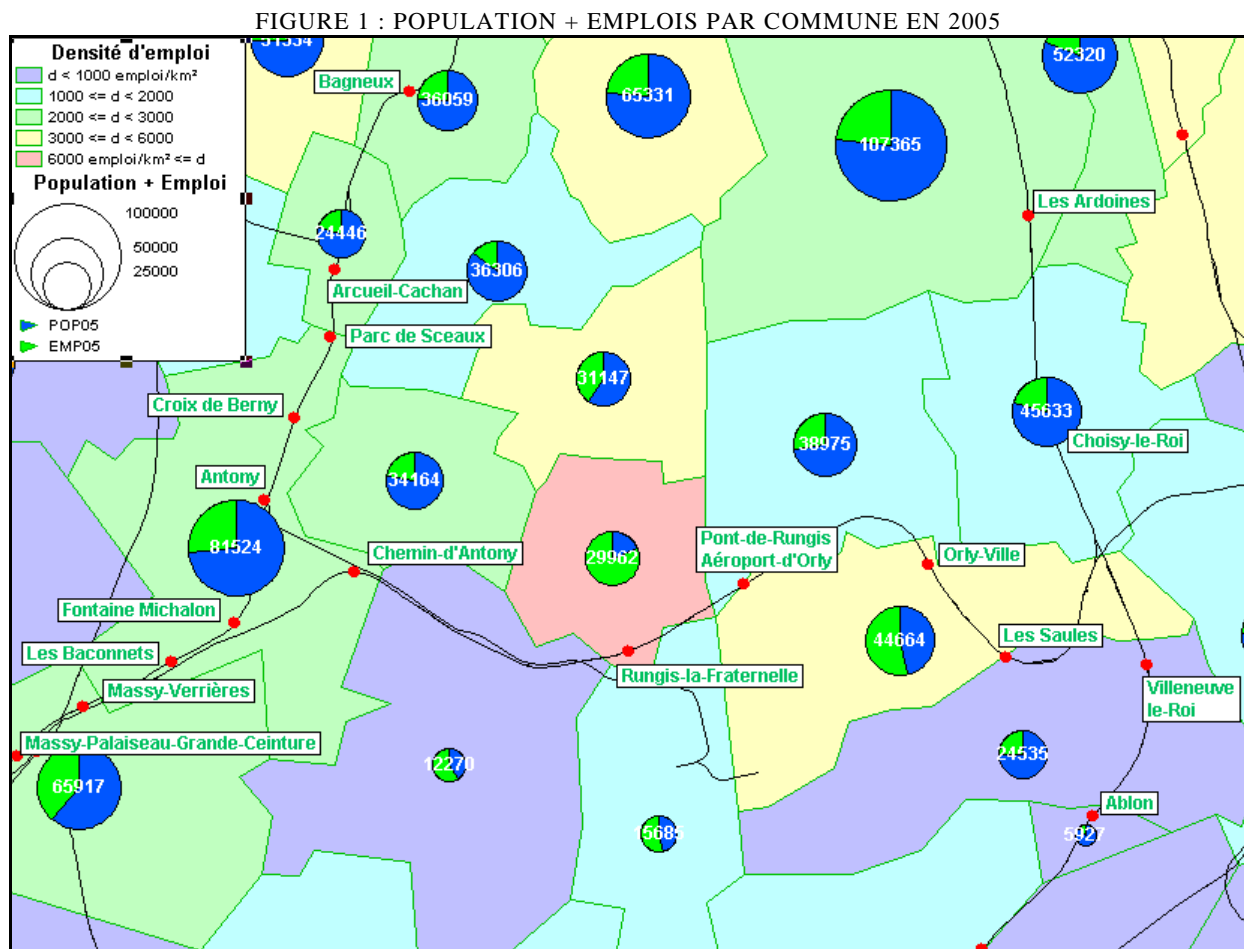 FIGURE 1 : POPULATION + EMPLOIS PAR COMMUNE EN 2005
Densité d'emploi
d < 1000 emploi/km²
1000 <= d < 2000
2000 <= d < 3000
3000 <= d < 6000
6000 emploi/km² <= d
Population + Emploi
100000
50000
25000
POP05
EMP05
52320
Bagneux
36059
65331
107365
Les Ardoines
24446
36306
Arcueil-Cachan
Parc de Sceaux
31147
Croix de Berny
45633
38975
Choisy-le-Roi
34164
Antony
81524
Chemin-d'Antony
29962
Pont-de-Rungis
Aéroport-d'Orly
Orly-Ville
Fontaine Michalon
44664
Les Saules
Les Baconnets
Rungis-la-Fraternelle
Massy-Verrières
Villeneuve
le-Roi
Massy-Palaiseau-Grande-Ceinture
65917
12270
24535
Ablon
15685
5927